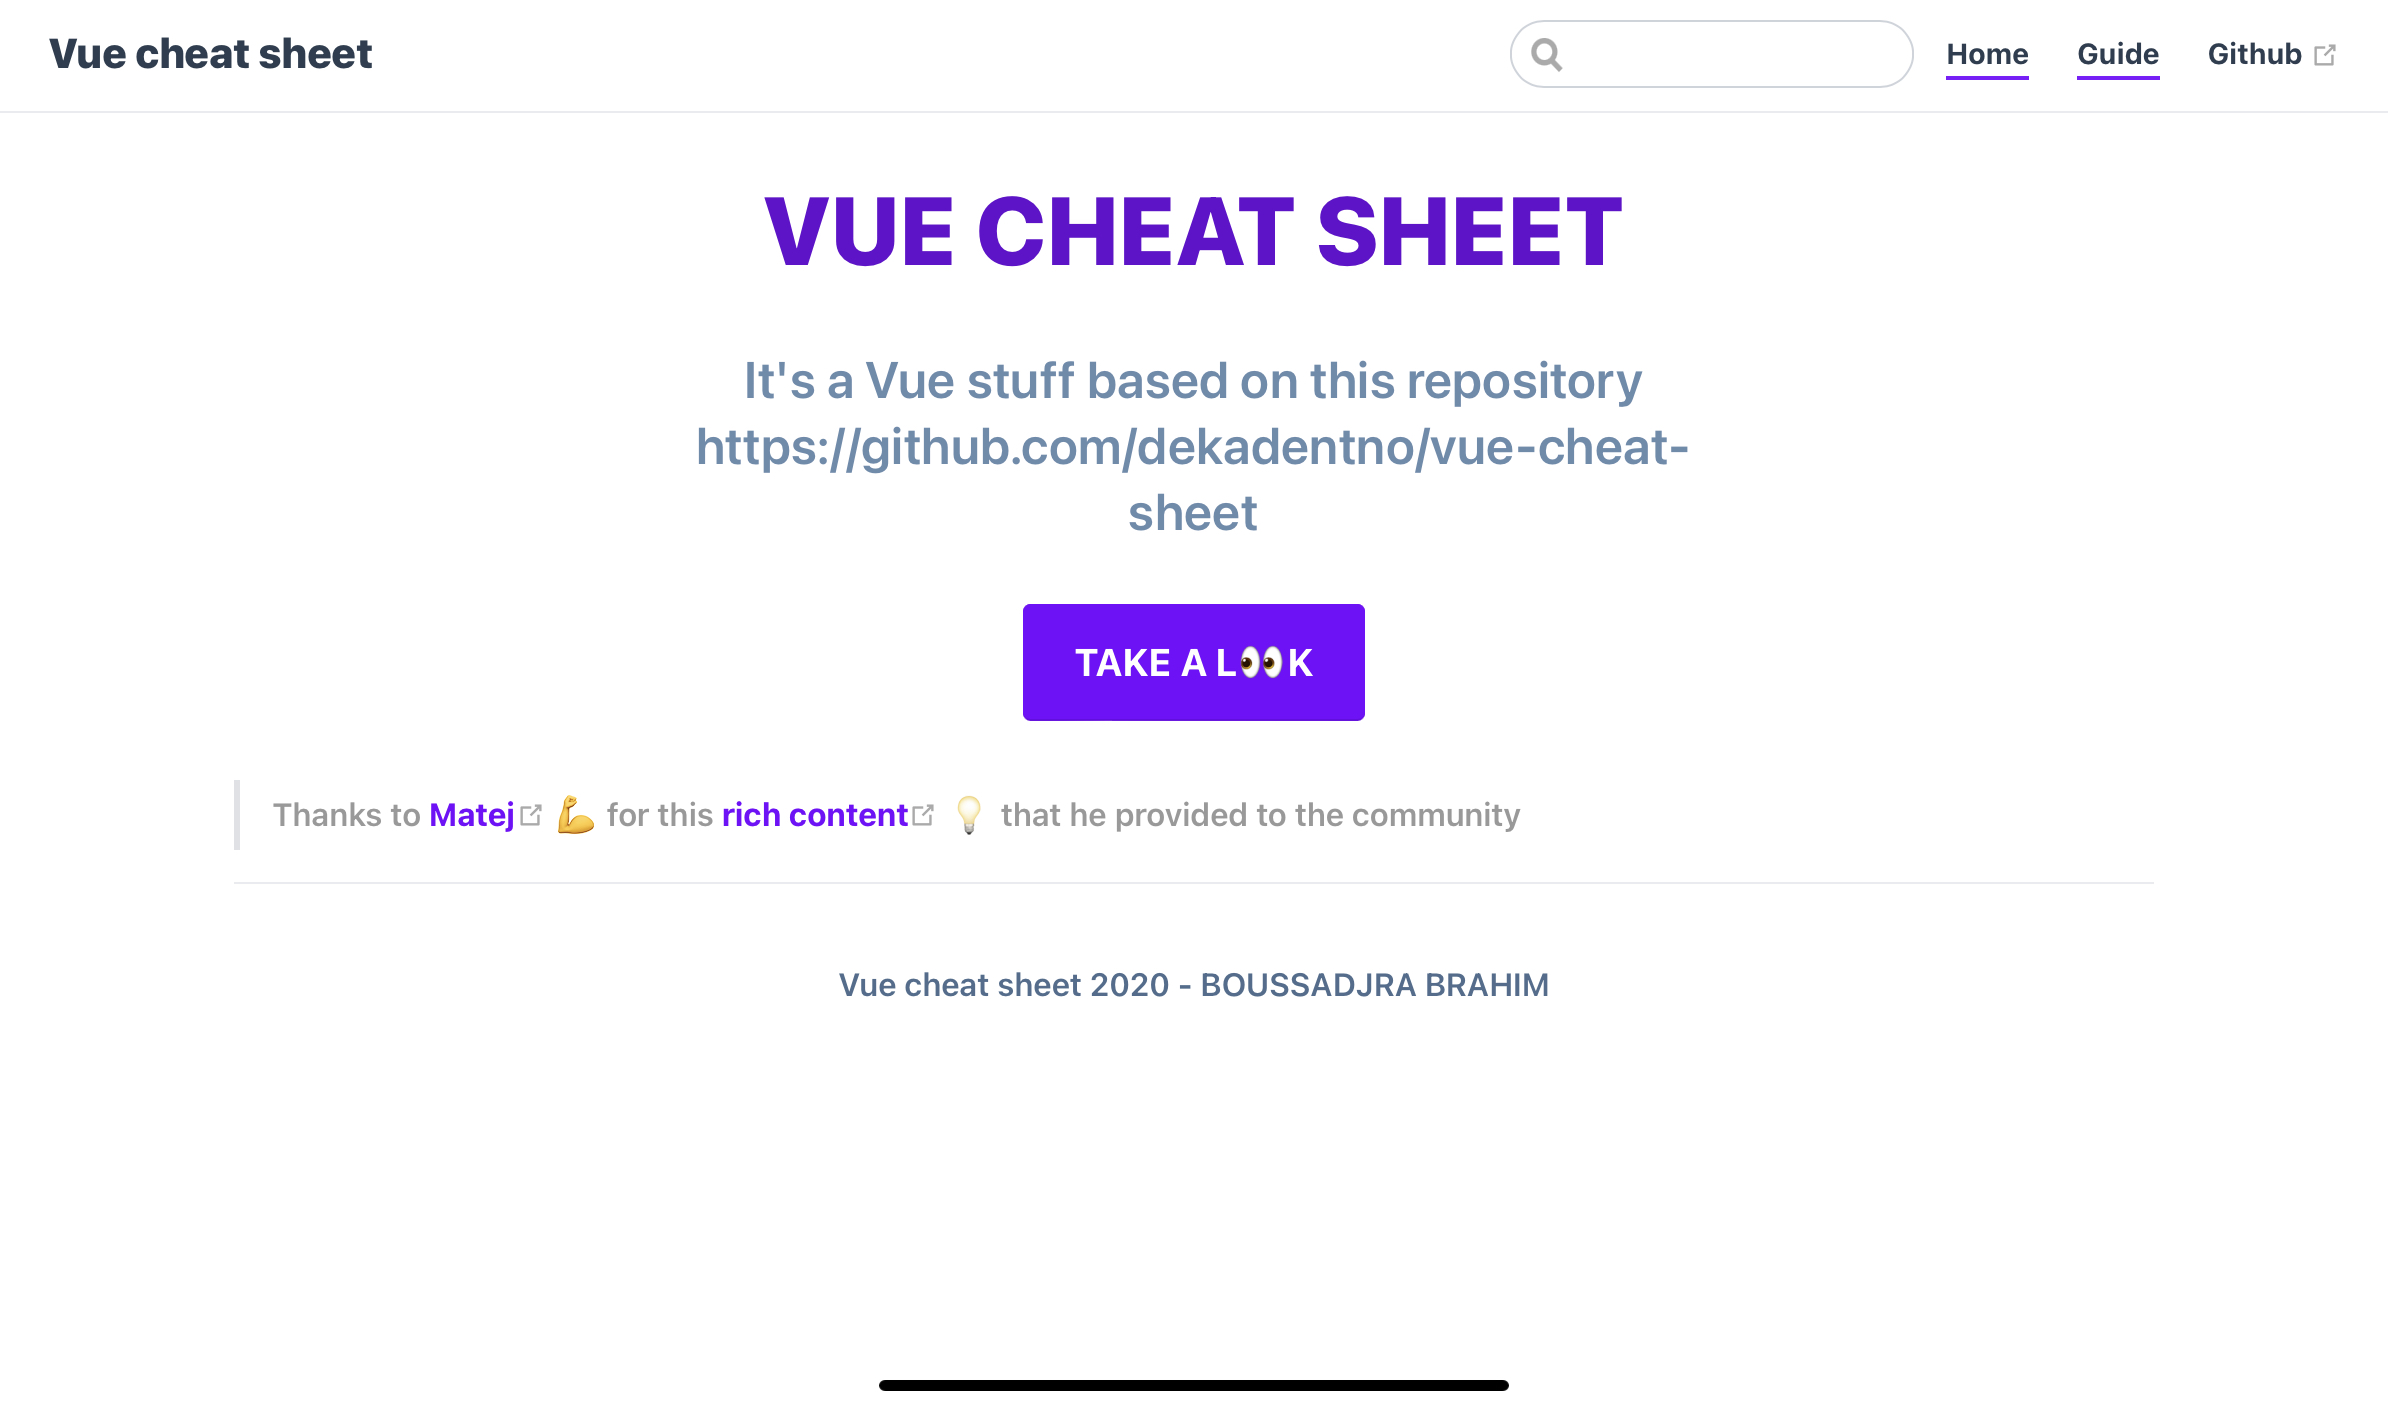 Vue cheat sheet
Home Guide Github
VUE CHEAT SHEET
It's a Vue stuff based on this repository
https://github.com/dekadentno/vue-cheat-
sheet
TAKE A L👀K
Thanks to Matej 💪 for this rich content 💡 that he provided to the community
Vue cheat sheet 2020 - BOUSSADJRA BRAHIM